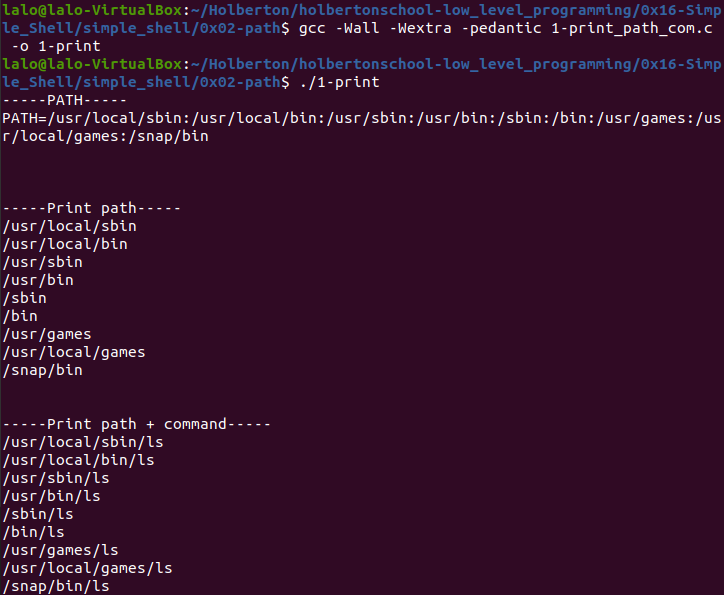 lalo@lalo-VirtualBox:~/Holberton/holbertonschool-low_level_programming/0x16-Simp
le_Shell/simple_shell/0x02-path$ gcc -Wall -Wextra -pedantic 1-print_path_com.c
 -o 1-print
lalo@lalo-VirtualBox:~/Holberton/holbertonschool-low_level_programming/0x16-Simp
le_Shell/simple_shell/0x02-path$ ./1-print
-----PATH-----
PATH=/usr/local/sbin:/usr/local/bin:/usr/sbin:/usr/bin:/sbin:/bin:/usr/games:/us
r/local/games:/snap/bin
-----Print path-----
/usr/local/sbin
/usr/local/bin
/usr/sbin
/usr/bin
/sbin
/bin
/usr/games
/usr/local/games
/snap/bin
-----Print path + command-----
/usr/local/sbin/ls
/usr/local/bin/ls
/usr/sbin/ls
/usr/bin/ls
/sbin/ls
/bin/ls
/usr/games/ls
/usr/local/games/ls
/snap/bin/ls